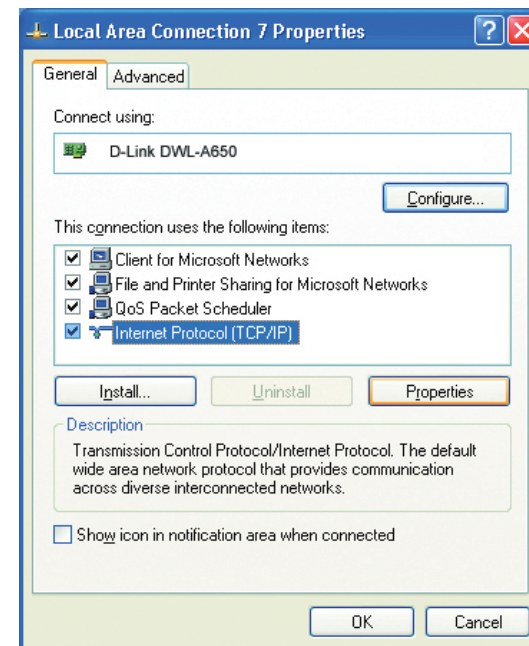 Local Area Connection 7 Properties
General Advanced
Connect using:
D-Link DWL-A650
Configure...
This connection uses the following items:
Client for Microsoft Networks
File and Printer Sharing for Microsoft Networks
QoS Packet Scheduler
Internet Protocol (TCP/IP)
Install... Uninstall Properties
Description
Transmission Control Protocol/Internet Protocol. The default
wide area network protocol that provides communication
across diverse interconnected networks.
Show icon in notification area when connected
OK Cancel